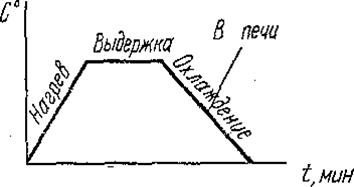 C°
Выдержка
В печи
Нагрев
Охлаждение
t, мин